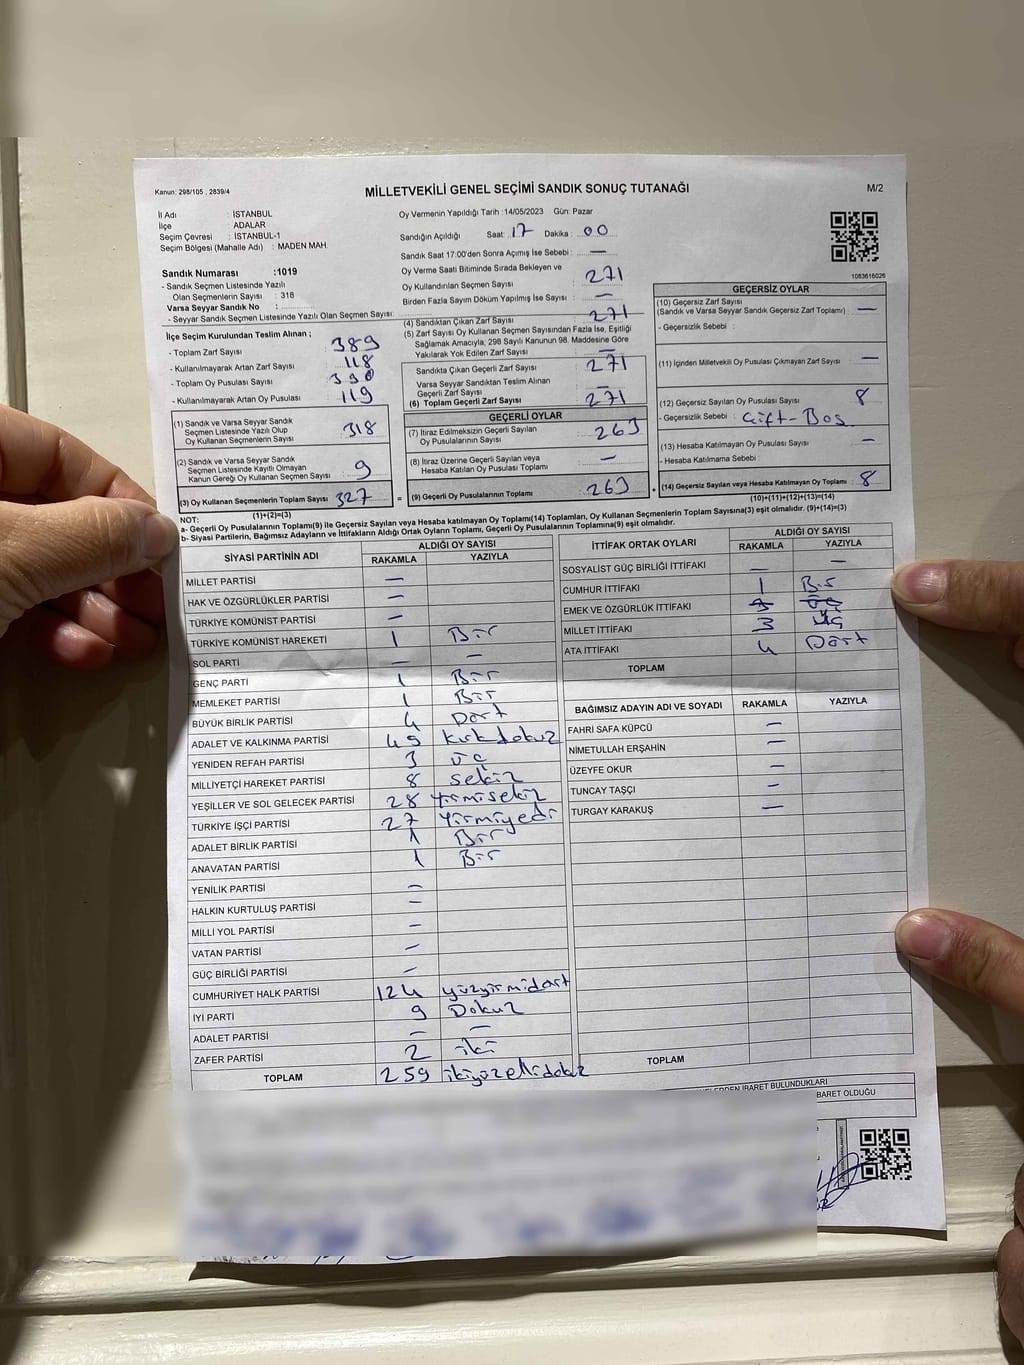 Kanun: 298/105 , 2839/4
MİLLETVEKİLİ GENEL SEÇİMİ SANDIK SONUÇ TUTANAĞI
M/2
İl Adı : İSTANBUL
İlçe : ADALAR
Seçim Çevresi : İSTANBUL-1
Seçim Bölgesi (Mahalle Adı) : MADEN MAH.
Sandık Numarası :1019
- Sandık Seçmen Listesinde Yazılı
Olan Seçmenlerin Sayısı : 318
Varsa Seyyar Sandık No :
- Seyyar Sandık Seçmen Listesinde Yazılı Olan Seçmen Sayısı:
Oy Vermenin Yapıldığı Tarih :14/05/2023 Gün: Pazar
Sandığın Açıldığı Saat: 17 Dakika : 00
Sandık Saat 17:00'den Sonra Açımış İse Sebebi : —
Oy Verme Saati Bitiminde Sırada Bekleyen ve
Oy Kullandırılan Seçmen Sayısı : 271
Birden Fazla Sayım Döküm Yapılmış İse Sayısı : —
1083616026
İlçe Seçim Kurulundan Teslim Alınan ;
- Toplam Zarf Sayısı : 389
- Kullanılmayarak Artan Zarf Sayısı : 118
- Toplam Oy Pusulası Sayısı : 390
- Kullanılmayarak Artan Oy Pusulası : 119
(1) Sandık ve Varsa Seyyar Sandık
Seçmen Listesinde Yazılı Olup
Oy Kullanan Seçmenlerin Sayısı : 318
(2) Sandık ve Varsa Seyyar Sandık
Seçmen Listesinde Kayıtlı Olmayan
Kanun Gereği Oy Kullanan Seçmen Sayısı : 9
(3) Oy Kullanan Seçmenlerin Toplam Sayısı : 327 =
(1)+(2)=(3)
(4) Sandıktan Çıkan Zarf Sayısı : 271
(5) Zarf Sayısı Oy Kullanan Seçmen Sayısından Fazla İse, Eşitliği
Sağlamak Amacıyla; 298 Sayılı Kanunun 98. Maddesine Göre
Yakılarak Yok Edilen Zarf Sayısı : —
Sandıkta Çıkan Geçerli Zarf Sayısı : 271
Varsa Seyyar Sandıktan Teslim Alınan
Geçerli Zarf Sayısı : —
(6) Toplam Geçerli Zarf Sayısı : 271
GEÇERLİ OYLAR
(7) İtiraz Edilmeksizin Geçerli Sayılan
Oy Pusulalarının Sayısı : 263
(8) İtiraz Üzerine Geçerli Sayılan veya
Hesaba Katılan Oy Pusulası Toplamı : —
(9) Geçerli Oy Pusulalarının Toplamı : 263 +
GEÇERSİZ OYLAR
(10) Geçersiz Zarf Sayısı
(Sandık ve Varsa Seyyar Sandık Geçersiz Zarf Toplamı) : —
- Geçersizlik Sebebi :
(11) İçinden Milletvekili Oy Pusulası Çıkmayan Zarf Sayısı : —
(12) Geçersiz Sayılan Oy Pusulası Sayısı : 8
- Geçersizlik Sebebi : Çift-Boş
(13) Hesaba Katılmayan Oy Pusulası Sayısı : —
- Hesaba Katılmama Sebebi :
(14) Geçersiz Sayılan veya Hesaba Katılmayan Oy Toplamı : 8
(10)+(11)+(12)+(13)=(14)
NOT:
a- Geçerli Oy Pusulalarının Toplamı(9) ile Geçersiz Sayılan veya Hesaba katılmayan Oy Toplamı(14) Toplamları, Oy Kullanan Seçmenlerin Toplam Sayısına(3) eşit olmalıdır. (9)+(14)=(3)
b- Siyasi Partilerin, Bağımsız Adayların ve İttifakların Aldığı Ortak Oyların Toplamı, Geçerli Oy Pusulalarının Toplamına(9) eşit olmalıdır.
SİYASİ PARTİNİN ADI ALDIĞI OY SAYISI
RAKAMLA YAZIYLA
MİLLET PARTİSİ —
HAK VE ÖZGÜRLÜKLER PARTİSİ —
TÜRKİYE KOMÜNİST PARTİSİ —
TÜRKİYE KOMÜNİST HAREKETİ 1 Bir
SOL PARTİ — —
GENÇ PARTİ 1 Bir
MEMLEKET PARTİSİ 1 Bir
BÜYÜK BİRLİK PARTİSİ 4 Dört
ADALET VE KALKINMA PARTİSİ 49 Kırkdokuz
YENİDEN REFAH PARTİSİ 3 üç
MİLLİYETÇİ HAREKET PARTİSİ 8 sekiz
YEŞİLLER VE SOL GELECEK PARTİSİ 28 Yirmisekiz
TÜRKİYE İŞÇİ PARTİSİ 27 Yirmiyedi
ADALET BİRLİK PARTİSİ 1 Bir
ANAVATAN PARTİSİ 1 Bir
YENİLİK PARTİSİ —
HALKIN KURTULUŞ PARTİSİ —
MİLLİ YOL PARTİSİ —
VATAN PARTİSİ —
GÜÇ BİRLİĞİ PARTİSİ —
CUMHURİYET HALK PARTİSİ 124 yüzyirmidört
İYİ PARTİ 9 Dokuz
ADALET PARTİSİ — —
ZAFER PARTİSİ 2 iki
TOPLAM 259 ikiyüzellidokuz
İTTİFAK ORTAK OYLARI ALDIĞI OY SAYISI
RAKAMLA YAZIYLA
SOSYALİST GÜÇ BİRLİĞİ İTTİFAKI — —
CUMHUR İTTİFAKI 1 Bir
EMEK VE ÖZGÜRLÜK İTTİFAKI
MİLLET İTTİFAKI 3 üç
ATA İTTİFAKI 4 Dört
TOPLAM
BAĞIMSIZ ADAYIN ADI VE SOYADI RAKAMLA YAZIYLA
FAHRİ SAFA KÜPCÜ —
NİMETULLAH ERŞAHİN —
ÜZEYFE OKUR —
TUNCAY TAŞÇI —
TURGAY KARAKUŞ —
TOPLAM
İBARET BULUNDUKLARI
BARET OLDUĞU